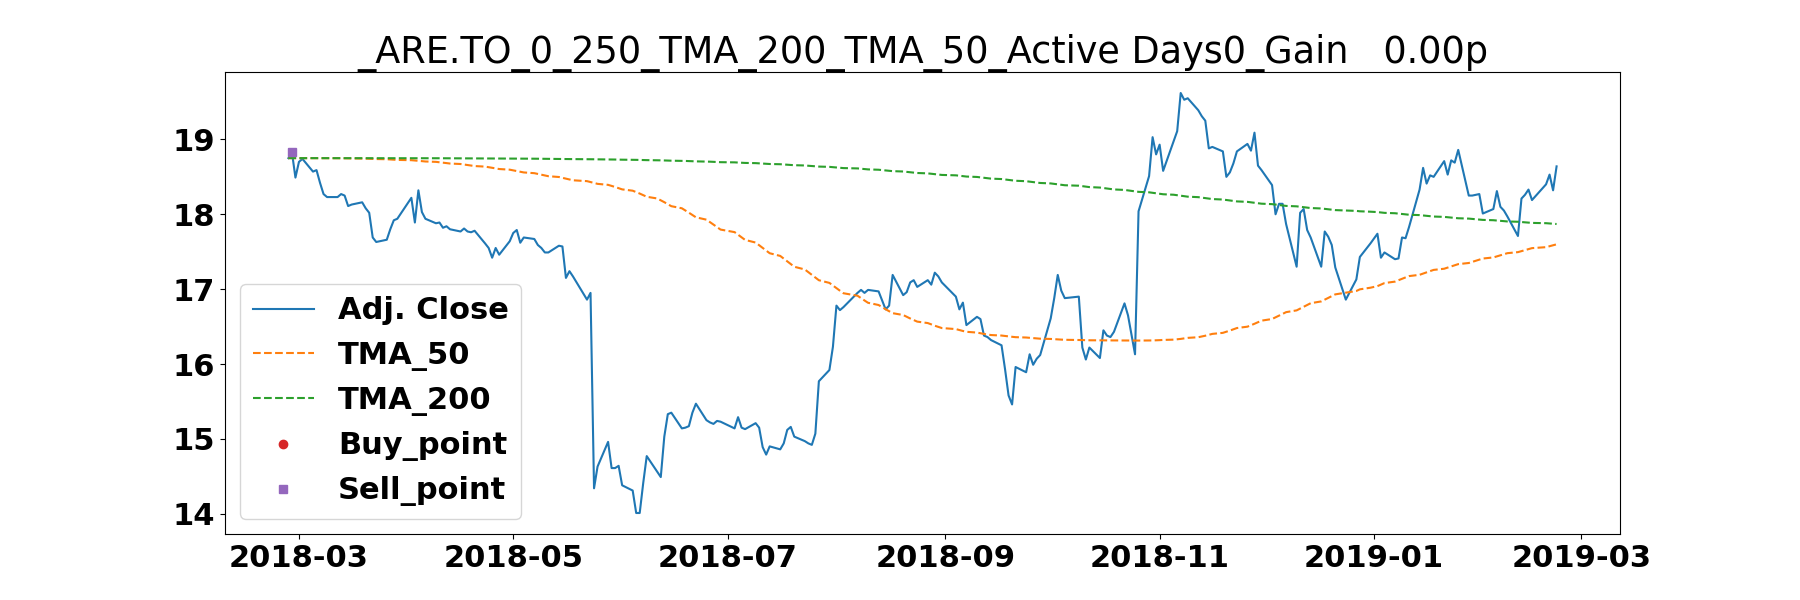 _ARE.TO_0_250_TMA_200_TMA_50_Active Days0_Gain   0.00p
19
18
17
16
15
14
Adj. Close
TMA_50
TMA_200
Buy_point
Sell_point
2018-03 2018-05 2018-07 2018-09 2018-11 2019-01 2019-03